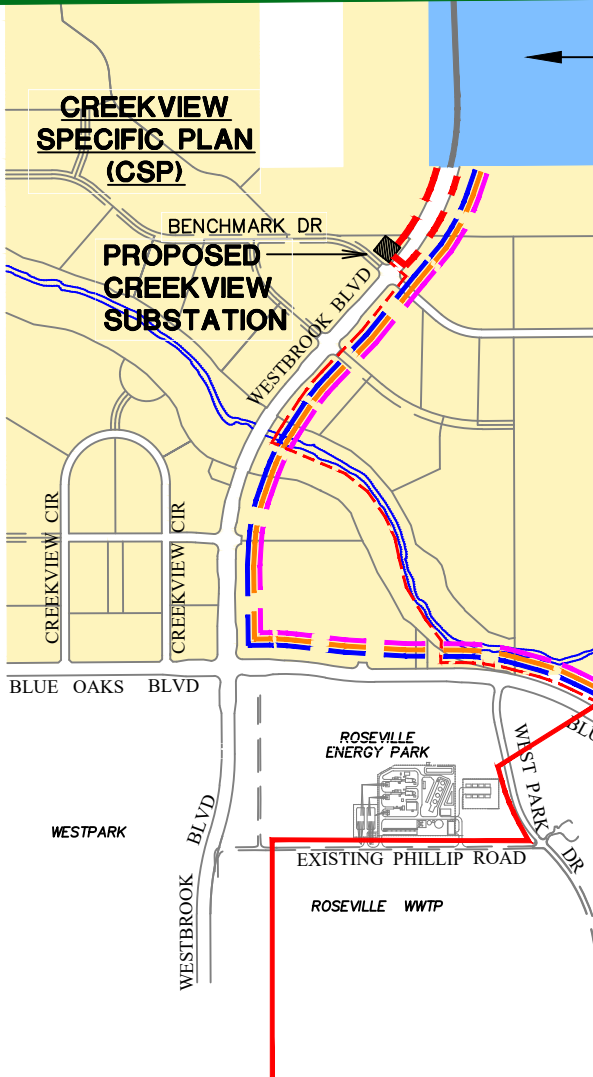 CREEKVIEW
SPECIFIC PLAN
(CSP)
BENCHMARK DR
PROPOSED
CREEKVIEW
SUBSTATION
WESTBROOK BLVD
CREEKVIEW CIR
CREEKVIEW CIR
BLUE OAKS BLVD
ROSEVILLE
ENERGY PARK
WEST PARK DR
WESTPARK
WESTBROOK BLVD
EXISTING PHILLIP ROAD
ROSEVILLE WWTP